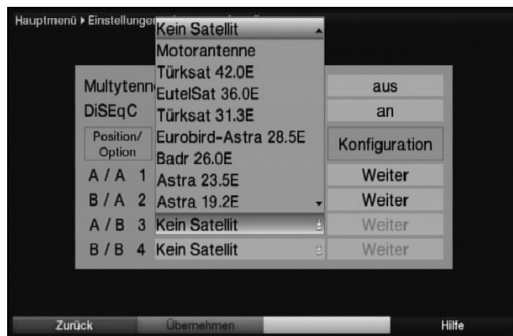 Hauptmenü ▸ Einstellungen
Kein Satellit
Motorantenne
Türksat 42.0E
EutelSat 36.0E
Türksat 31.3E
Eurobird-Astra 28.5E
Badr 26.0E
Astra 23.5E
Astra 19.2E
Multytenn aus
DiSEqC an
Position/
Option
Konfiguration
A / A 1 Weiter
B / A 2 Weiter
A / B 3 Kein Satellit Weiter
B / B 4 Kein Satellit Weiter
Zurück Übernehmen Hilfe